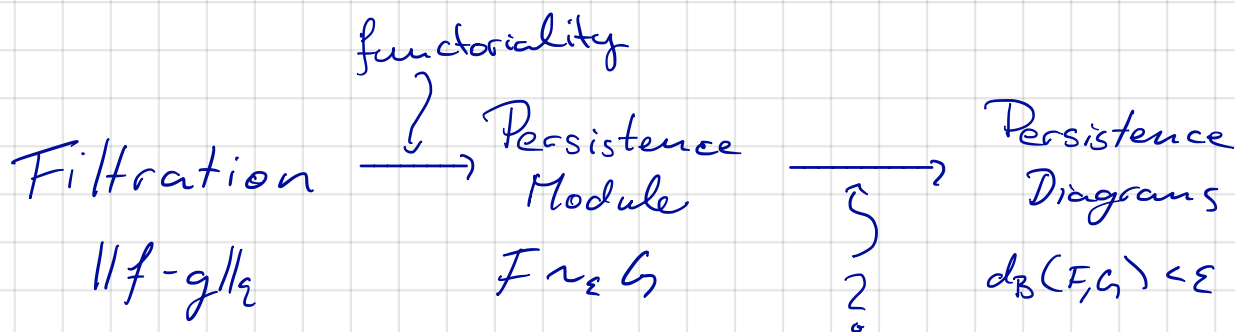 functoriality
Filtration → Persistence Module → Persistence Diagrams
||f-g||q F ~ε G ? dB(F,G) < ε